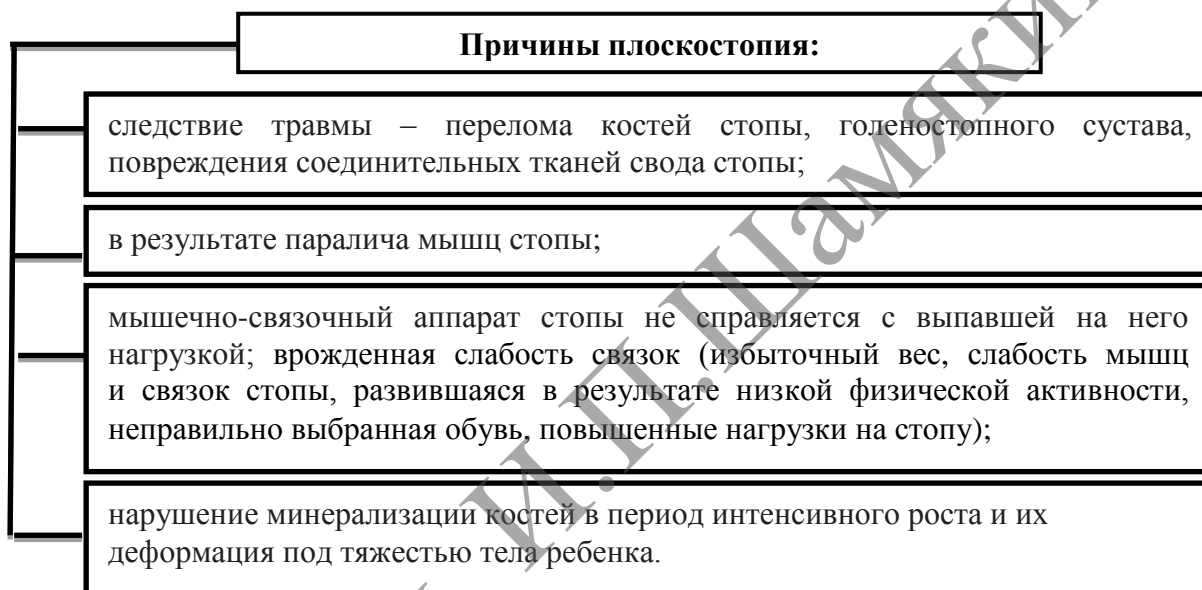 Причины плоскостопия:
следствие травмы – перелома костей стопы, голеностопного сустава,
повреждения соединительных тканей свода стопы;
в результате паралича мышц стопы;
мышечно-связочный аппарат стопы не справляется с выпавшей на него
нагрузкой; врожденная слабость связок (избыточный вес, слабость мышц
и связок стопы, развившаяся в результате низкой физической активности,
неправильно выбранная обувь, повышенные нагрузки на стопу);
нарушение минерализации костей в период интенсивного роста и их
деформация под тяжестью тела ребенка.
И.П.